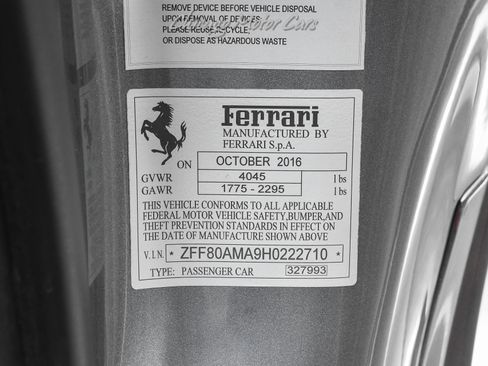 REMOVE DEVICE BEFORE VEHICLE DISPOSAL
UPON REMOVAL OF DEVICES
PLEASE REUSE, RECYCLE,
OR DISPOSE AS HAZARDOUS WASTE
Motor Cars
Ferrari
MANUFACTURED BY
FERRARI S.p.A.
ON OCTOBER 2016
GVWR 4045 lbs
GAWR 1775 - 2295 lbs
THIS VEHICLE CONFORMS TO ALL APPLICABLE
FEDERAL MOTOR VEHICLE SAFETY,BUMPER,AND
THEFT PREVENTION STANDARDS IN EFFECT ON
THE DATE OF MANUFACTURE SHOWN ABOVE
V.I.N. * ZFF80AMA9H0222710 *
TYPE: PASSENGER CAR 327993